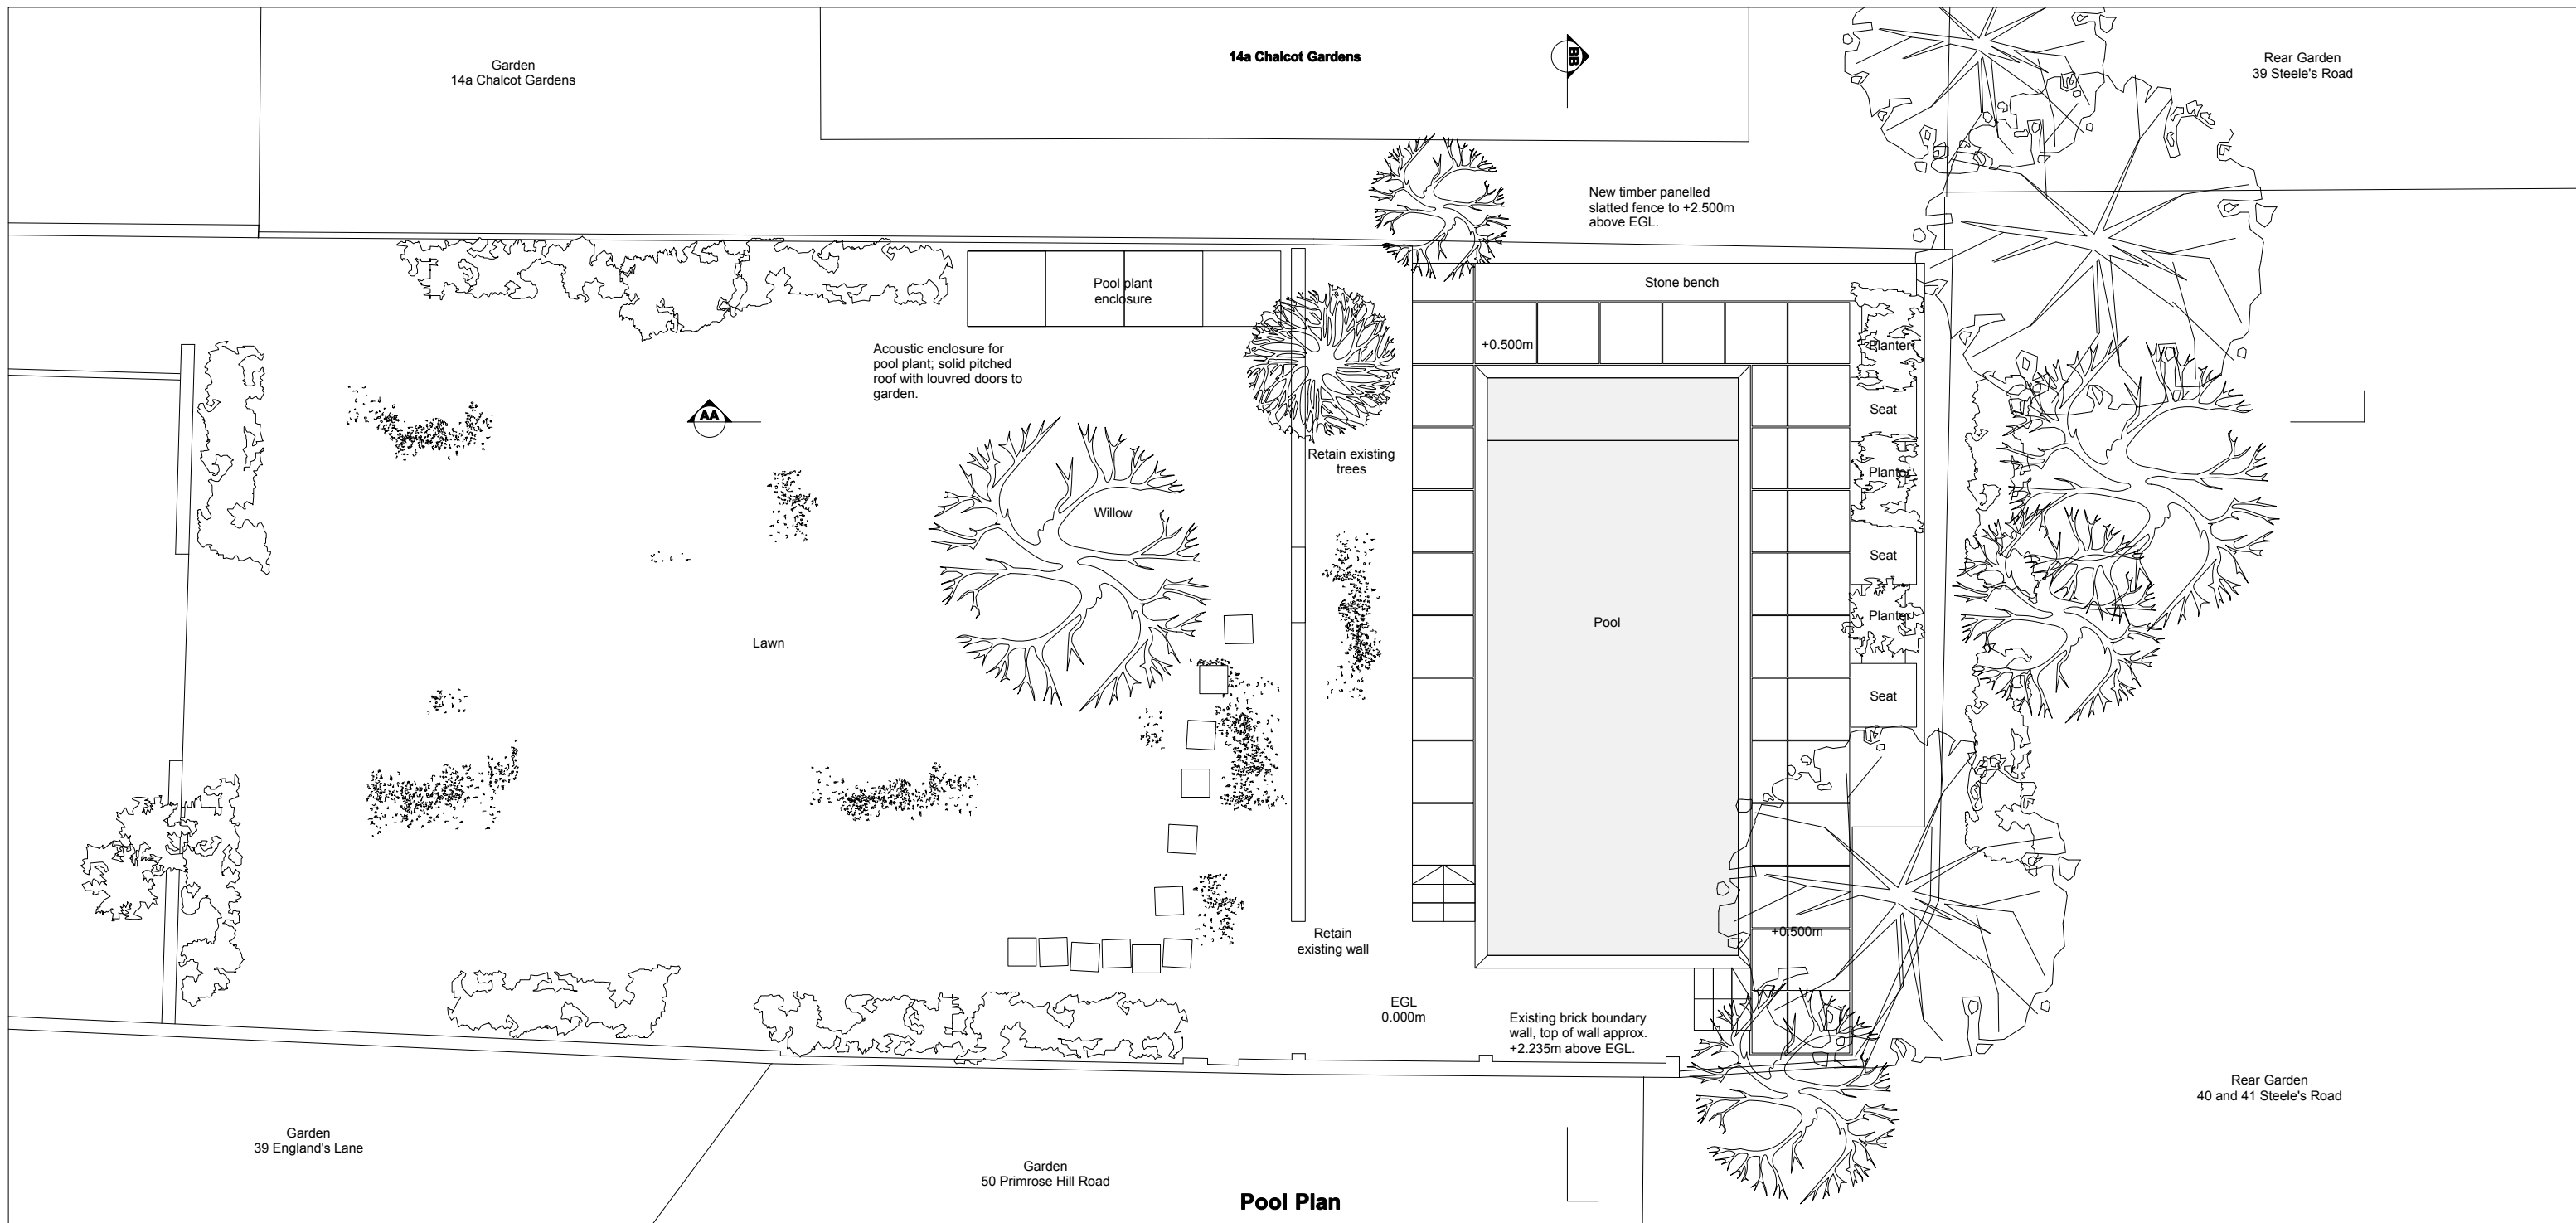 Garden
14a Chalcot Gardens
14a Chalcot Gardens
BB
Rear Garden
39 Steele's Road
New timber panelled
slatted fence to +2.500m
above EGL.
Pool plant
enclosure
Stone bench
Acoustic enclosure for
pool plant; solid pitched
roof with louvred doors to
garden.
+0.500m
Planter
AA
Seat
Retain existing
trees
Planter
Willow
Seat
Lawn
Pool
Planter
Seat
Retain
existing wall
+0.500m
EGL
0.000m
Existing brick boundary
wall, top of wall approx.
+2.235m above EGL.
Rear Garden
40 and 41 Steele's Road
Garden
39 England's Lane
Garden
50 Primrose Hill Road
Pool Plan